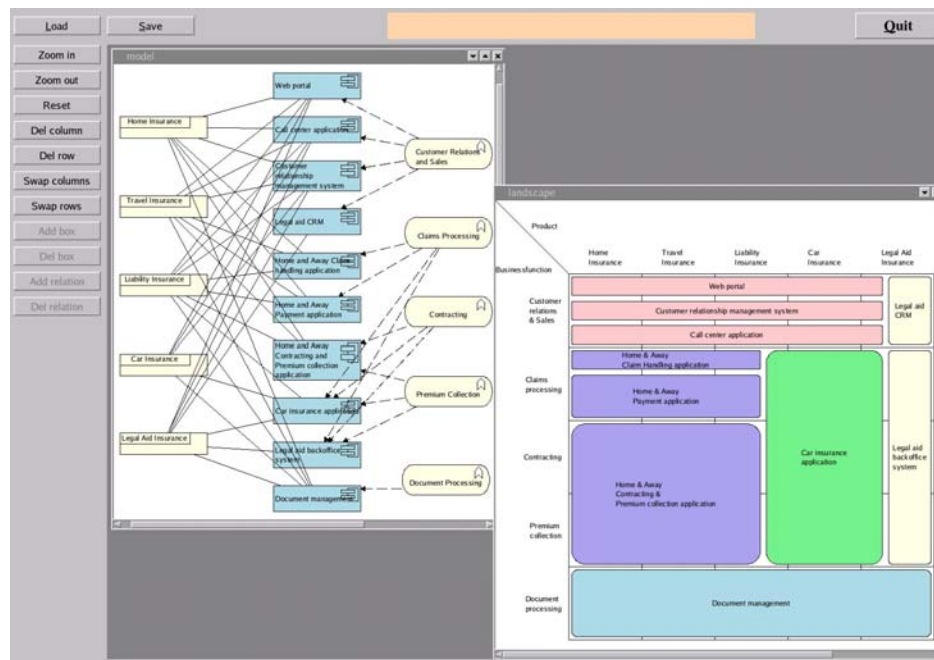 Load
Save
Quit
Zoom in
Zoom out
Reset
Del column
Del row
Swap columns
Swap rows
Add box
Del box
Add relation
Del relation
model
Web portal
Home Insurance
Call center application
Customer Relations
and Sales
Customer
relationship
management system
Travel Insurance
Legal aid CRM
Claims Processing
Home and Away Claim
handling application
Liability Insurance
Home and Away
Payment application
Contracting
Home and Away
Contracting and
Premium collection
application
Car Insurance
Premium Collection
Car insurance application
Legal Aid Insurance
Legal aid backoffice
system
Document Processing
Document management
landscape
Product
Businessfunction
Home
Insurance
Travel
Insurance
Liability
Insurance
Car
Insurance
Legal Aid
Insurance
Customer
relations
& Sales
Web portal
Customer relationship management system
Call center application
Legal aid
CRM
Claims
processing
Home & Away
Claim Handling application
Home & Away
Payment application
Contracting
Car insurance
application
Legal aid
backoffice
system
Home & Away
Contracting &
Premium collection application
Premium
collection
Document
processing
Document management